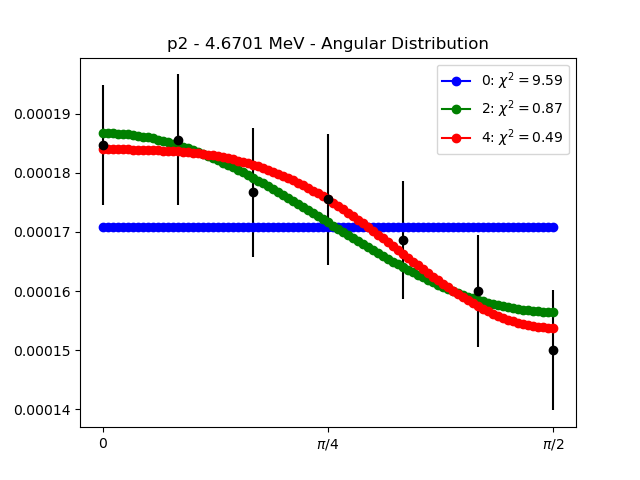 p2 - 4.6701 MeV - Angular Distribution
0: χ² = 9.59
2: χ² = 0.87
4: χ² = 0.49
0.00019
0.00018
0.00017
0.00016
0.00015
0.00014
0
π/4
π/2